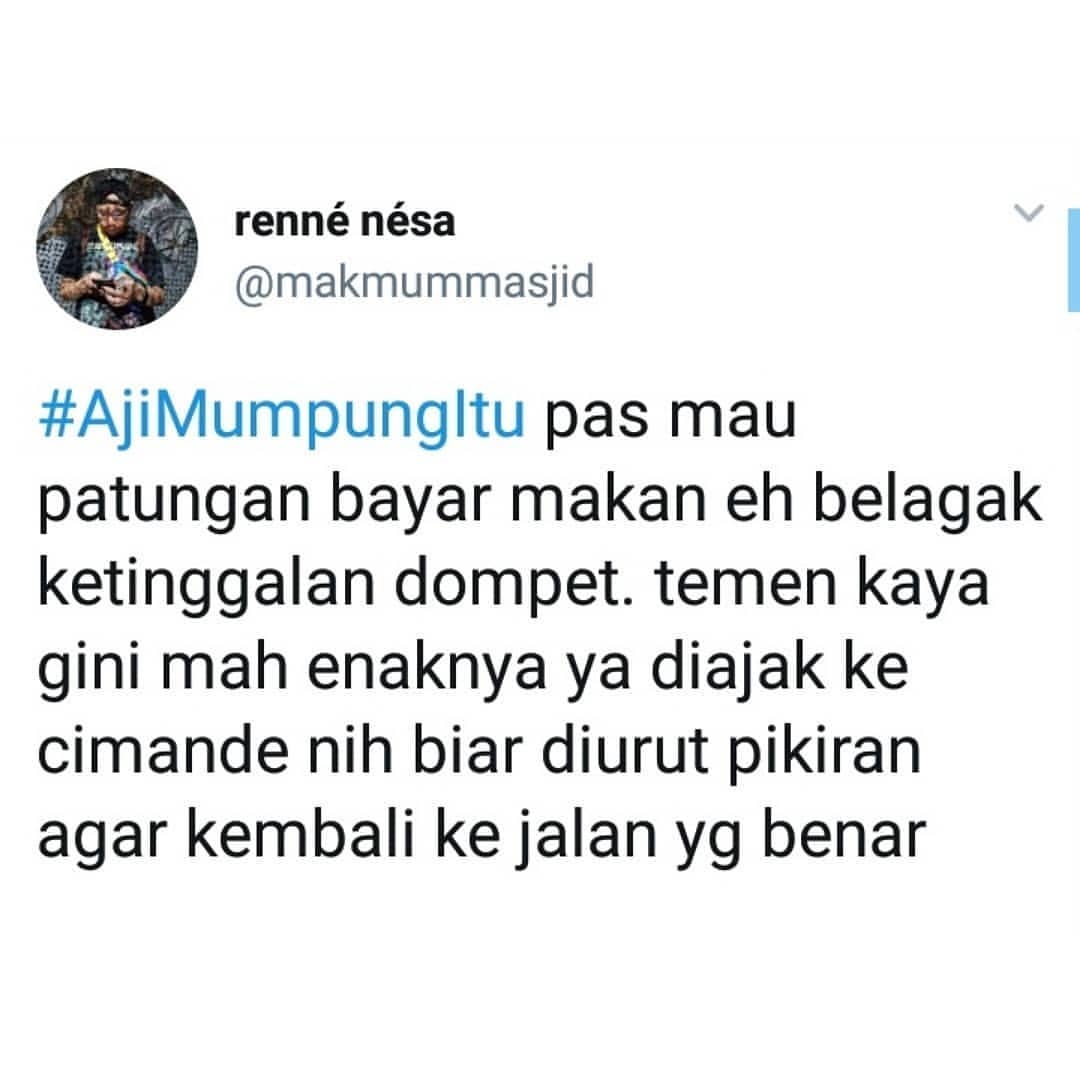 renné nésa
@makmummasjid
#AjiMumpungItu pas mau
patungan bayar makan eh belagak
ketinggalan dompet. temen kaya
gini mah enaknya ya diajak ke
cimande nih biar diurut pikiran
agar kembali ke jalan yg benar